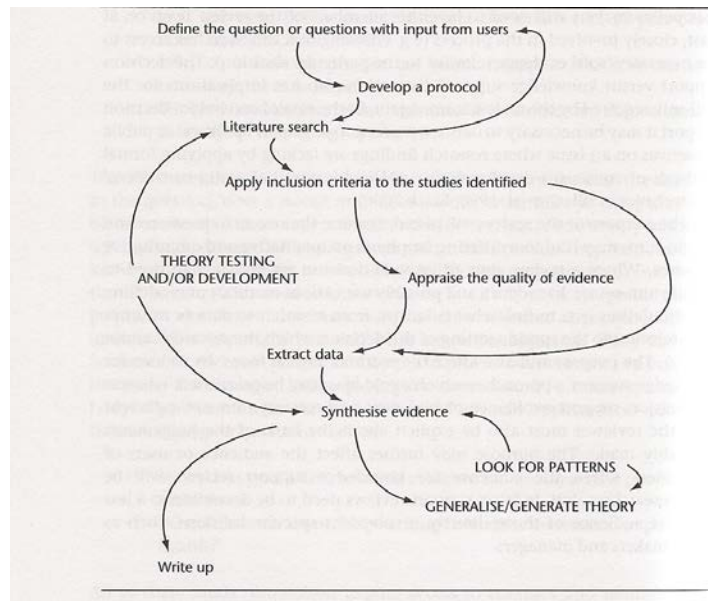 Define the question or questions with input from users
Develop a protocol
Literature search
Apply inclusion criteria to the studies identified
THEORY TESTING
AND/OR DEVELOPMENT
Appraise the quality of evidence
Extract data
Synthesise evidence
LOOK FOR PATTERNS
GENERALISE/GENERATE THEORY
Write up